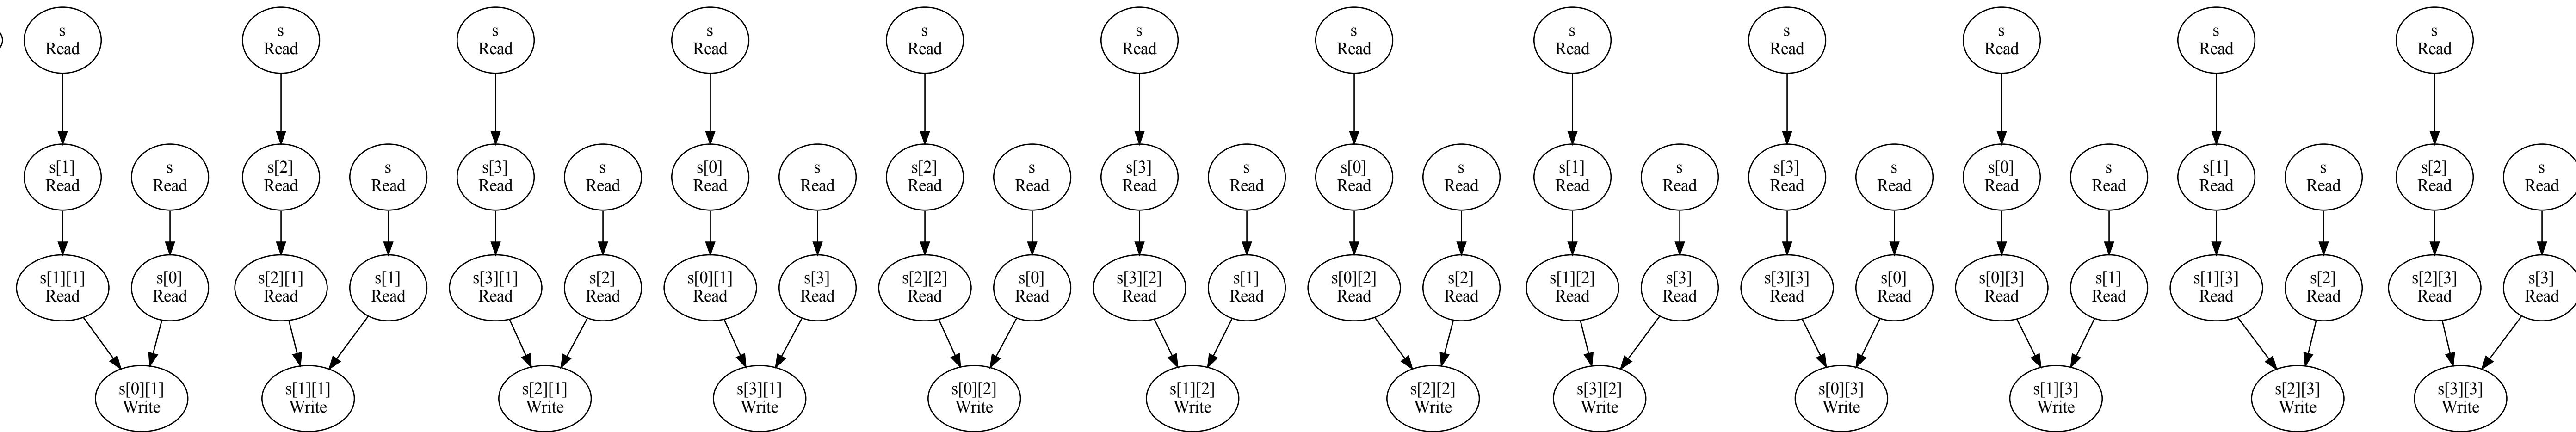 s
Read
s
Read
s
Read
s
Read
s
Read
s
Read
s
Read
s
Read
s
Read
s
Read
s
Read
s
Read
s[1]
Read
s
Read
s[2]
Read
s
Read
s[3]
Read
s
Read
s[0]
Read
s
Read
s[2]
Read
s
Read
s[3]
Read
s
Read
s[0]
Read
s
Read
s[1]
Read
s
Read
s[3]
Read
s
Read
s[0]
Read
s
Read
s[1]
Read
s
Read
s[2]
Read
s
Read
s[1][1]
Read
s[0]
Read
s[2][1]
Read
s[1]
Read
s[3][1]
Read
s[2]
Read
s[0][1]
Read
s[3]
Read
s[2][2]
Read
s[0]
Read
s[3][2]
Read
s[1]
Read
s[0][2]
Read
s[2]
Read
s[1][2]
Read
s[3]
Read
s[3][3]
Read
s[0]
Read
s[0][3]
Read
s[1]
Read
s[1][3]
Read
s[2]
Read
s[2][3]
Read
s[3]
Read
s[0][1]
Write
s[1][1]
Write
s[2][1]
Write
s[3][1]
Write
s[0][2]
Write
s[1][2]
Write
s[2][2]
Write
s[3][2]
Write
s[0][3]
Write
s[1][3]
Write
s[2][3]
Write
s[3][3]
Write